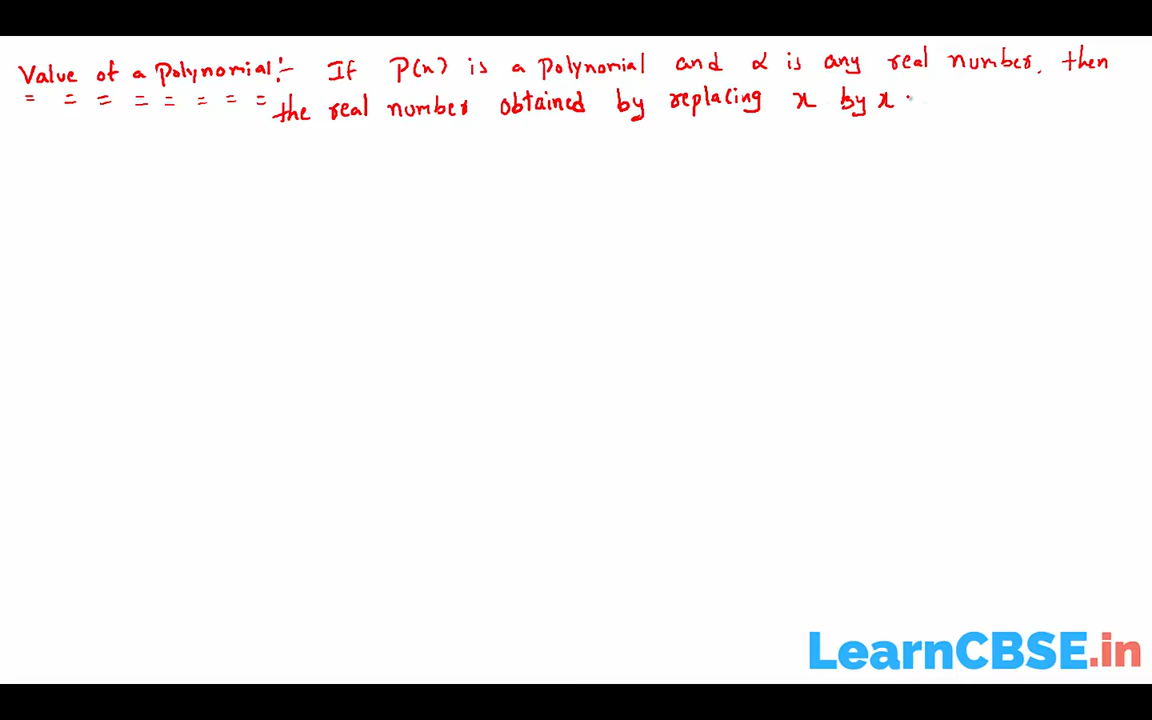 Value of a Polynomial:- If P(x) is a polynomial and α is any real number, then
the real number obtained by replacing x by x
LearnCBSE.in